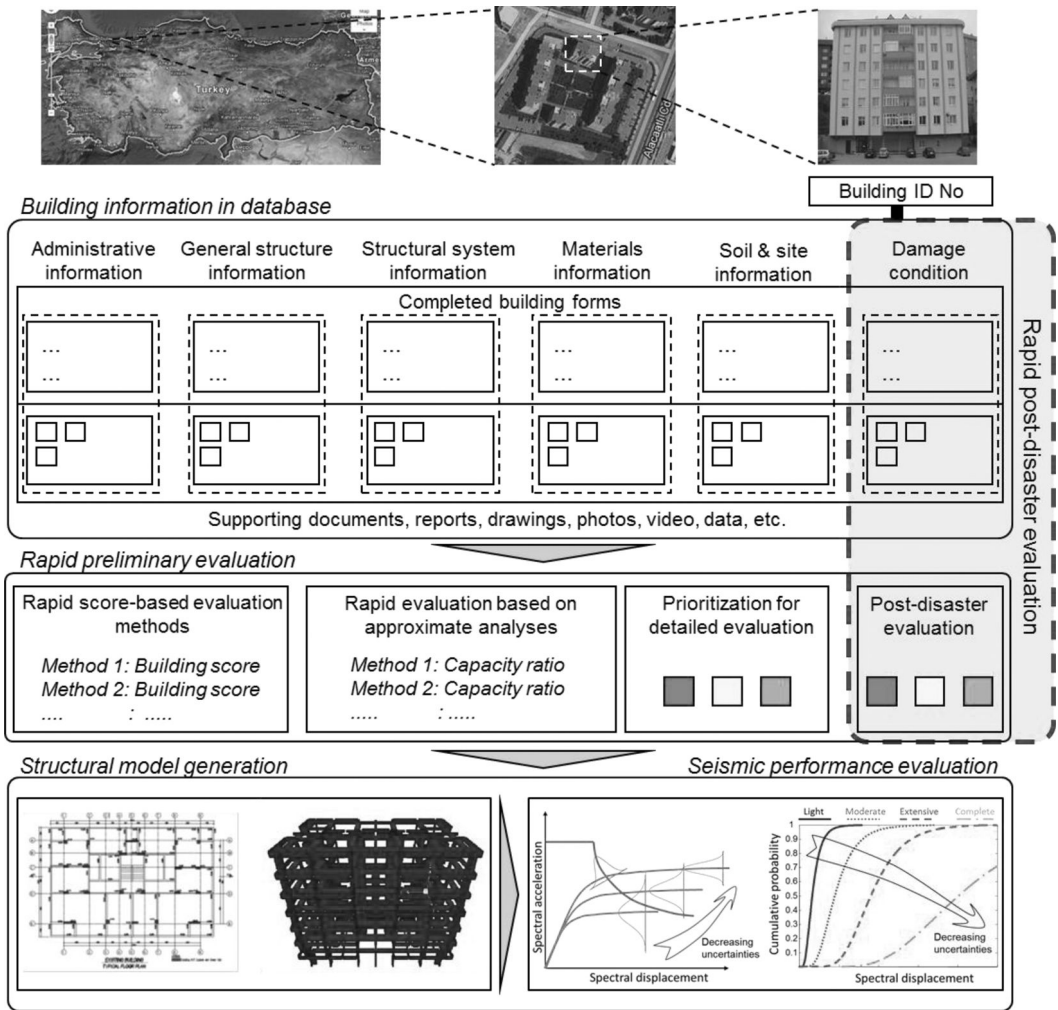 Turkey
Alacaatlı Cd
Building ID No
Building information in database
Administrative information
General structure information
Structural system information
Materials information
Soil & site information
Damage condition
Completed building forms
... ... ... ... ... ...
... ... ... ... ... ...
Supporting documents, reports, drawings, photos, video, data, etc.
Rapid post-disaster evaluation
Rapid preliminary evaluation
Rapid score-based evaluation
methods
Method 1: Building score
Method 2: Building score
.... : .....
Rapid evaluation based on
approximate analyses
Method 1: Capacity ratio
Method 2: Capacity ratio
..... : .....
Prioritization for
detailed evaluation
Post-disaster
evaluation
Structural model generation
Seismic performance evaluation
EXISTING BUILDING
TYPICAL FLOOR PLAN
Spectral acceleration
Decreasing
uncertainties
Spectral displacement
Light Moderate Extensive Complete
Cumulative probability
1
0.9
0.8
0.7
0.6
0.5
0.4
0.3
0.2
0.1
Decreasing
uncertainties
Spectral displacement